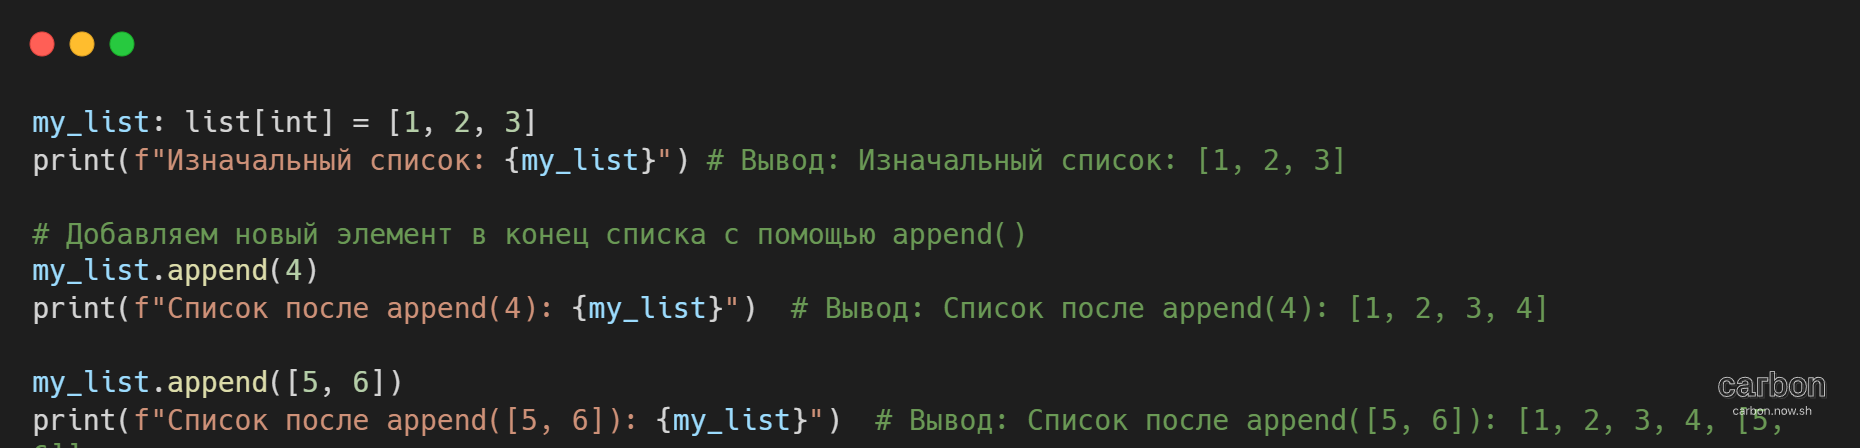 my_list: list[int] = [1, 2, 3]
print(f"Изначальный список: {my_list}") # Вывод: Изначальный список: [1, 2, 3]
# Добавляем новый элемент в конец списка с помощью append()
my_list.append(4)
print(f"Список после append(4): {my_list}")  # Вывод: Список после append(4): [1, 2, 3, 4]
my_list.append([5, 6])
print(f"Список после append([5, 6]): {my_list}")  # Вывод: Список после append([5, 6]): [1, 2, 3, 4, [5,
carbon
carbon.now.sh